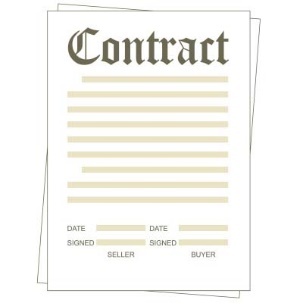 Contract
DATE DATE
SIGNED SIGNED
SELLER BUYER